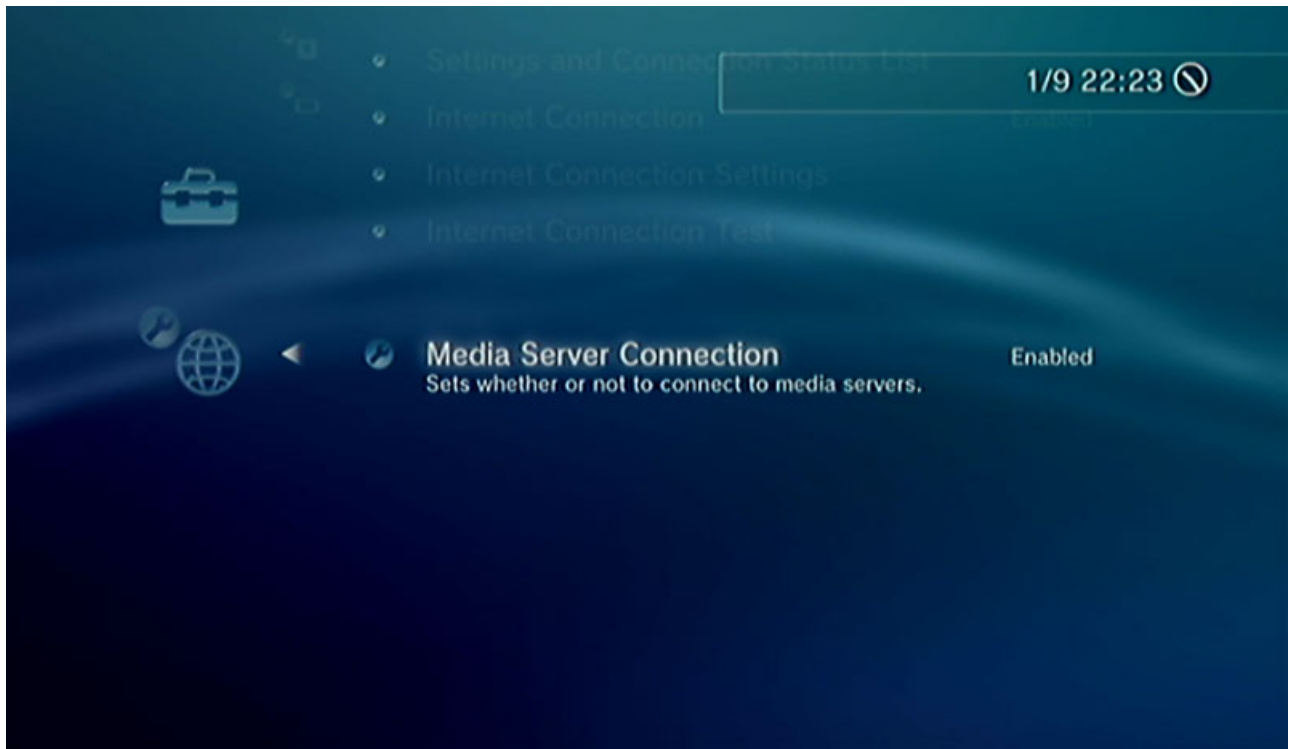 Settings and Connection Status List
1/9 22:23
Internet Connection
Enabled
Internet Connection Settings
Internet Connection Test
Media Server Connection
Enabled
Sets whether or not to connect to media servers.